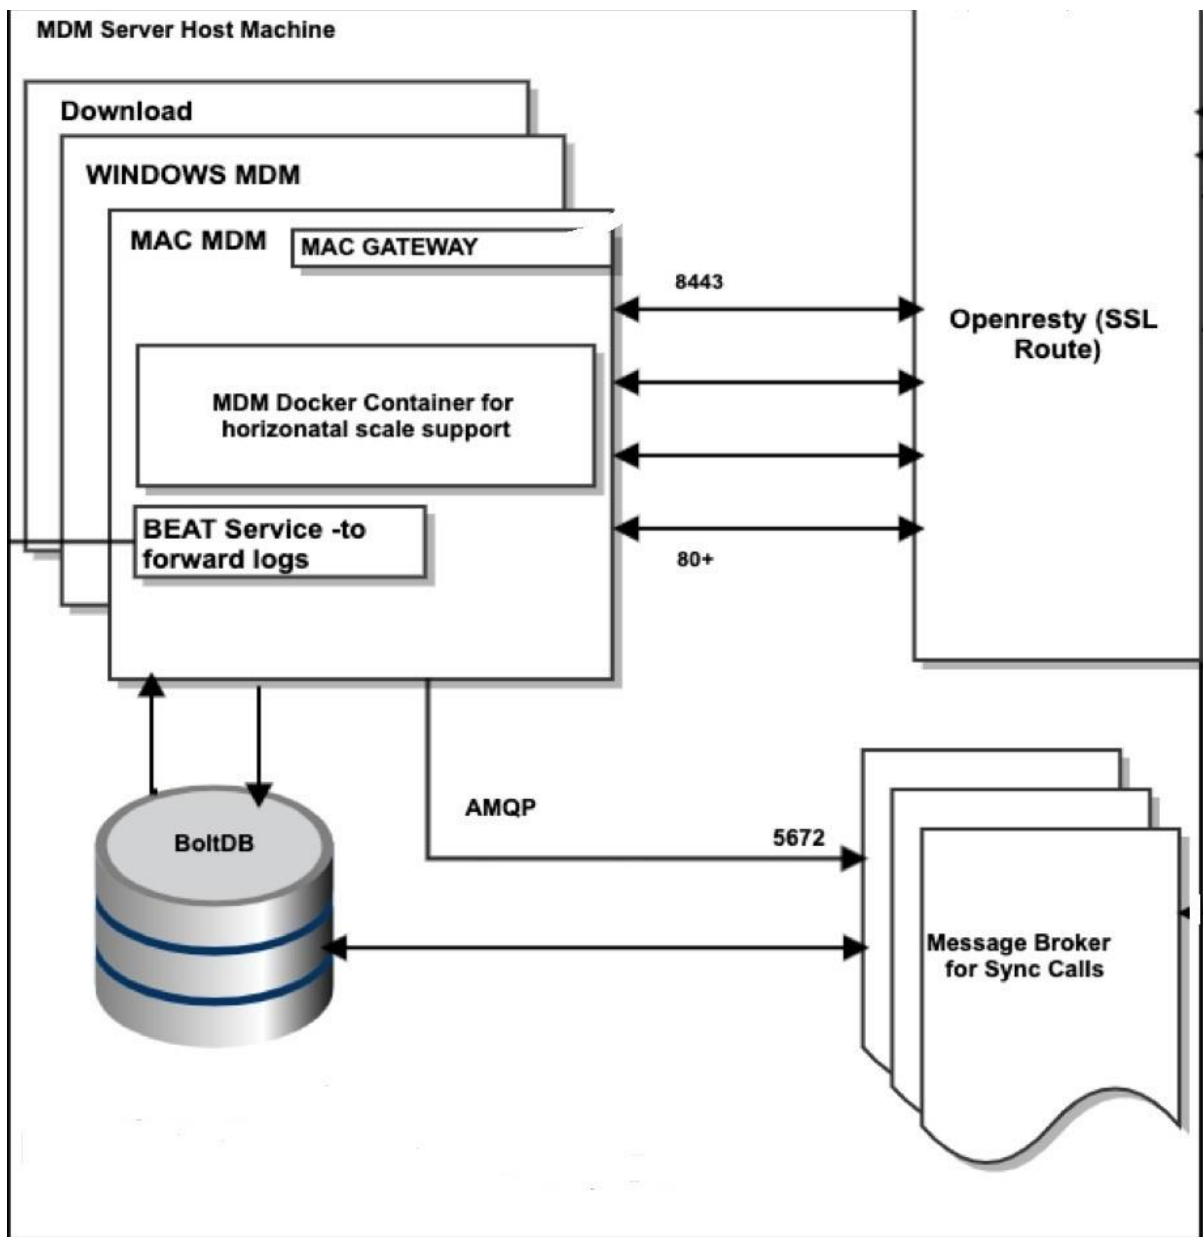 MDM Server Host Machine
Download
WINDOWS MDM
MAC MDM
MAC GATEWAY
8443
Openresty (SSL
Route)
MDM Docker Container for
horizonatal scale support
BEAT Service -to
forward logs
80+
AMQP
5672
BoltDB
Message Broker
for Sync Calls